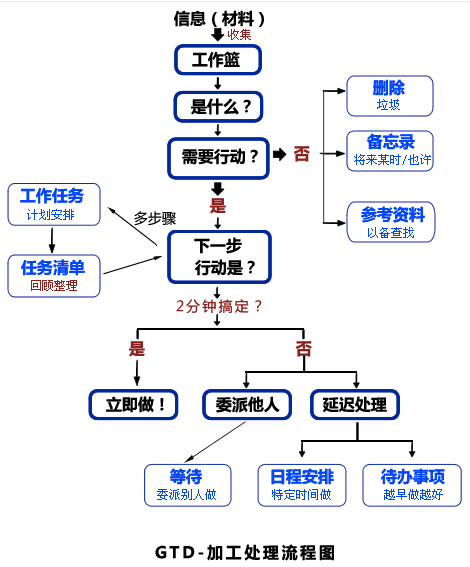 信息（材料）
收集
工作篮
是什么？
需要行动？
否
删除
垃圾
备忘录
将来某时/也许
参考资料
以备查找
是
多步骤
工作任务
计划安排
任务清单
回顾整理
下一步
行动是？
2分钟搞定？
是
否
立即做！
委派他人
延迟处理
等待
委派别人做
日程安排
特定时间做
待办事项
越早做越好
GTD-加工处理流程图